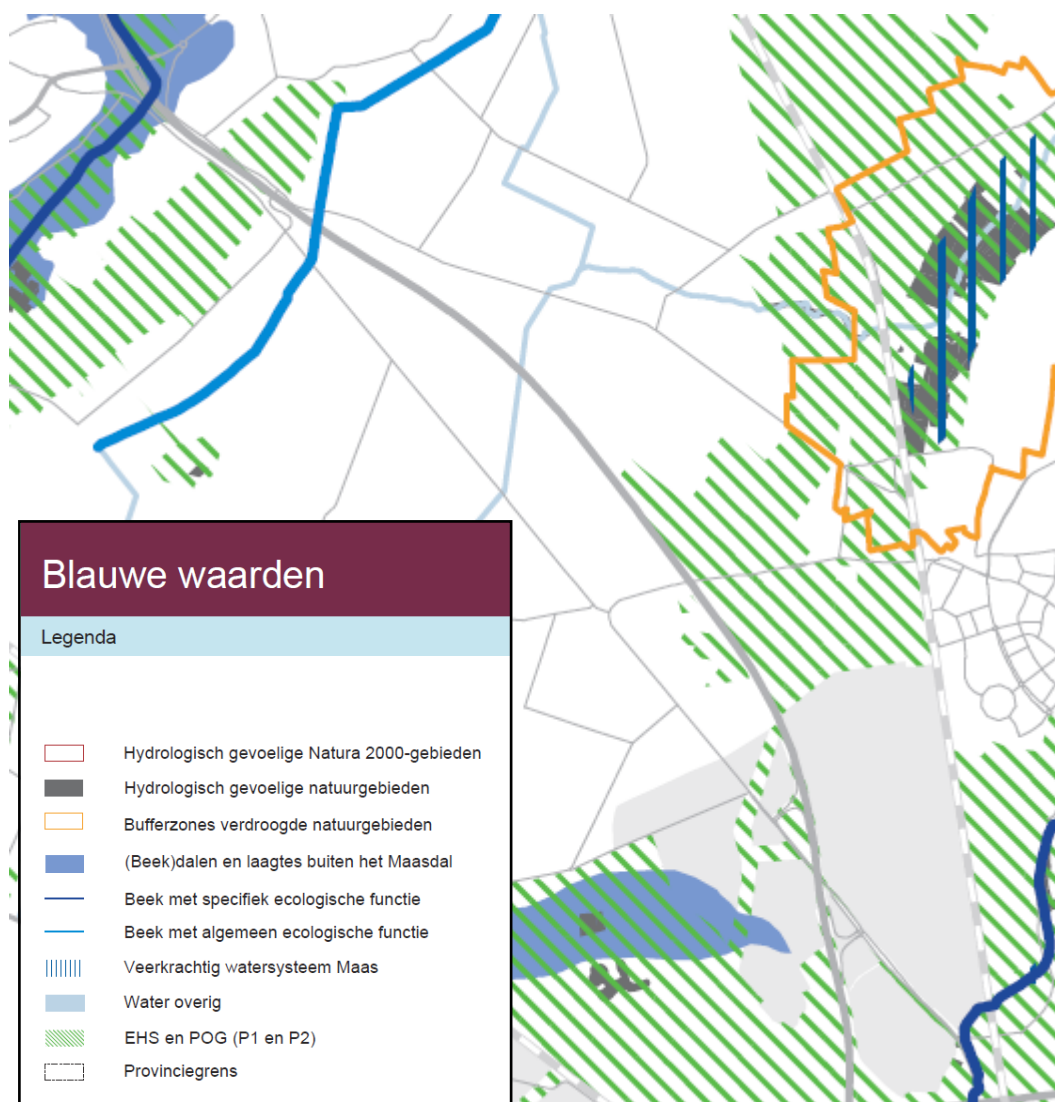 Blauwe waarden
Legenda
Hydrologisch gevoelige Natura 2000-gebieden
Hydrologisch gevoelige natuurgebieden
Bufferzones verdroogde natuurgebieden
(Beek)dalen en laagtes buiten het Maasdal
Beek met specifiek ecologische functie
Beek met algemeen ecologische functie
Veerkrachtig watersysteem Maas
Water overig
EHS en POG (P1 en P2)
Provinciegrens